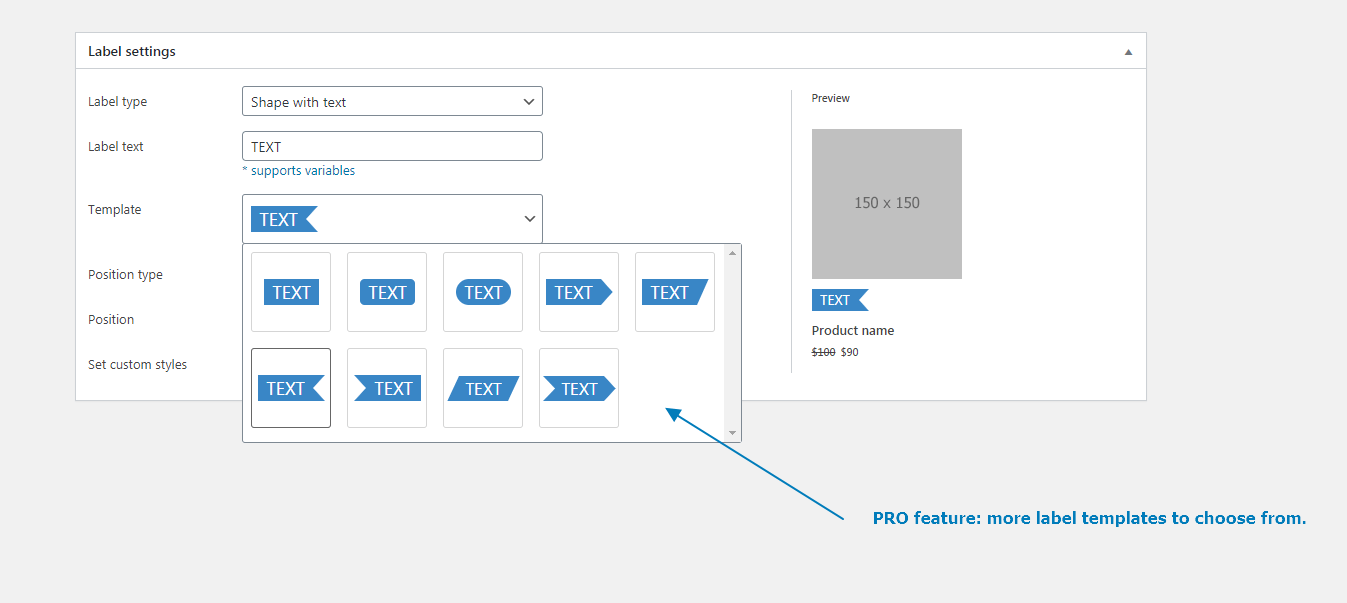 Label settings
Label type
Shape with text
Label text
TEXT
* supports variables
Template
TEXT
Position type
Position
Set custom styles
TEXT TEXT TEXT TEXT TEXT
TEXT TEXT TEXT TEXT
Preview
150 x 150
TEXT
Product name
$100 $90
PRO feature: more label templates to choose from.